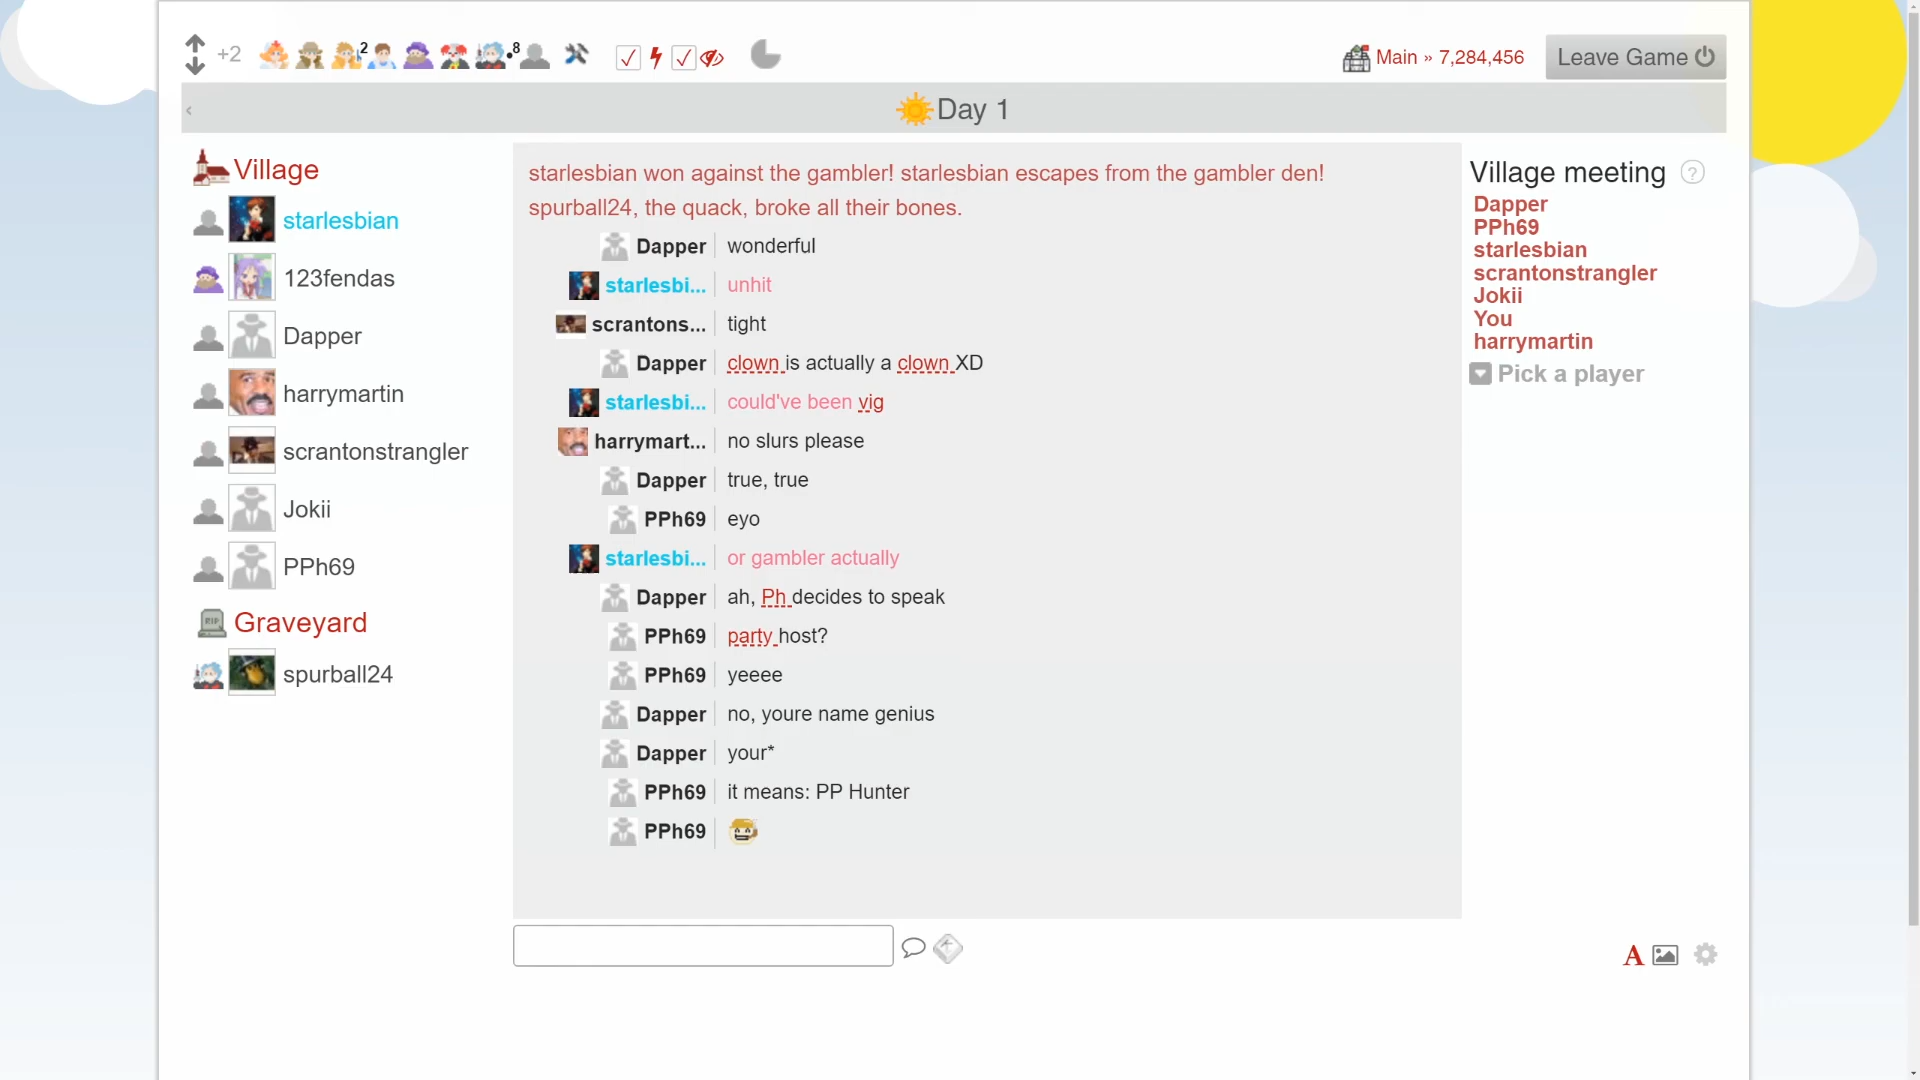 +2
2
8
Main » 7,284,456
Leave Game
Day 1
Village
starlesbian
123fendas
Dapper
harrymartin
scrantonstrangler
Jokii
PPh69
RIP Graveyard
spurball24
starlesbian won against the gambler! starlesbian escapes from the gambler den!
spurball24, the quack, broke all their bones.
Dapper wonderful
starlesbi... unhit
scrantons... tight
Dapper clown is actually a clown XD
starlesbi... could've been vig
harrymart... no slurs please
Dapper true, true
PPh69 eyo
starlesbi... or gambler actually
Dapper ah, Ph decides to speak
PPh69 party host?
PPh69 yeeee
Dapper no, youre name genius
Dapper your*
PPh69 it means: PP Hunter
PPh69
Village meeting ?
Dapper
PPh69
starlesbian
scrantonstrangler
Jokii
You
harrymartin
Pick a player
A